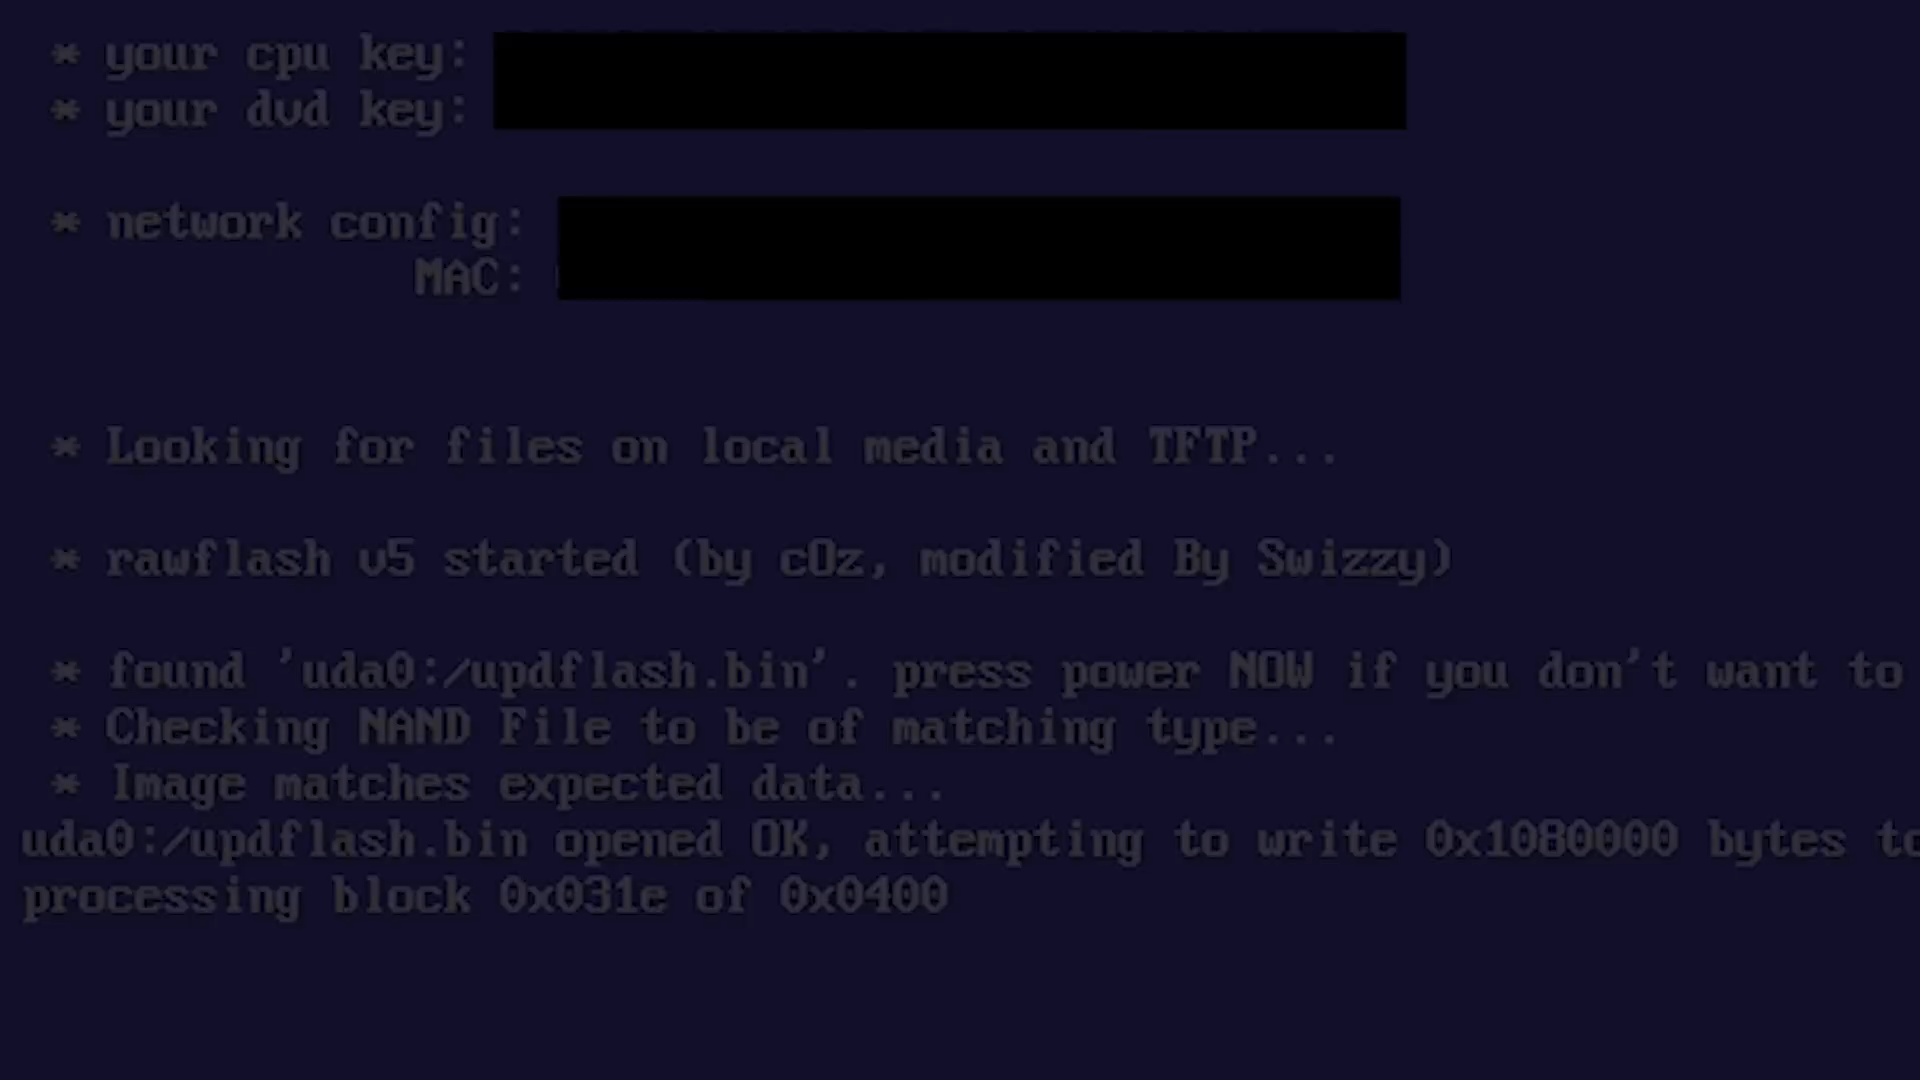 * your cpu key:
* your dvd key:
* network config:
MAC:
* Looking for files on local media and TFTP...
* rawflash v5 started (by cOz, modified By Swizzy)
* found 'uda0:/updflash.bin'. press power NOW if you don't want to
* Checking NAND File to be of matching type...
* Image matches expected data...
uda0:/updflash.bin opened OK, attempting to write 0x1080000 bytes to
processing block 0x031e of 0x0400